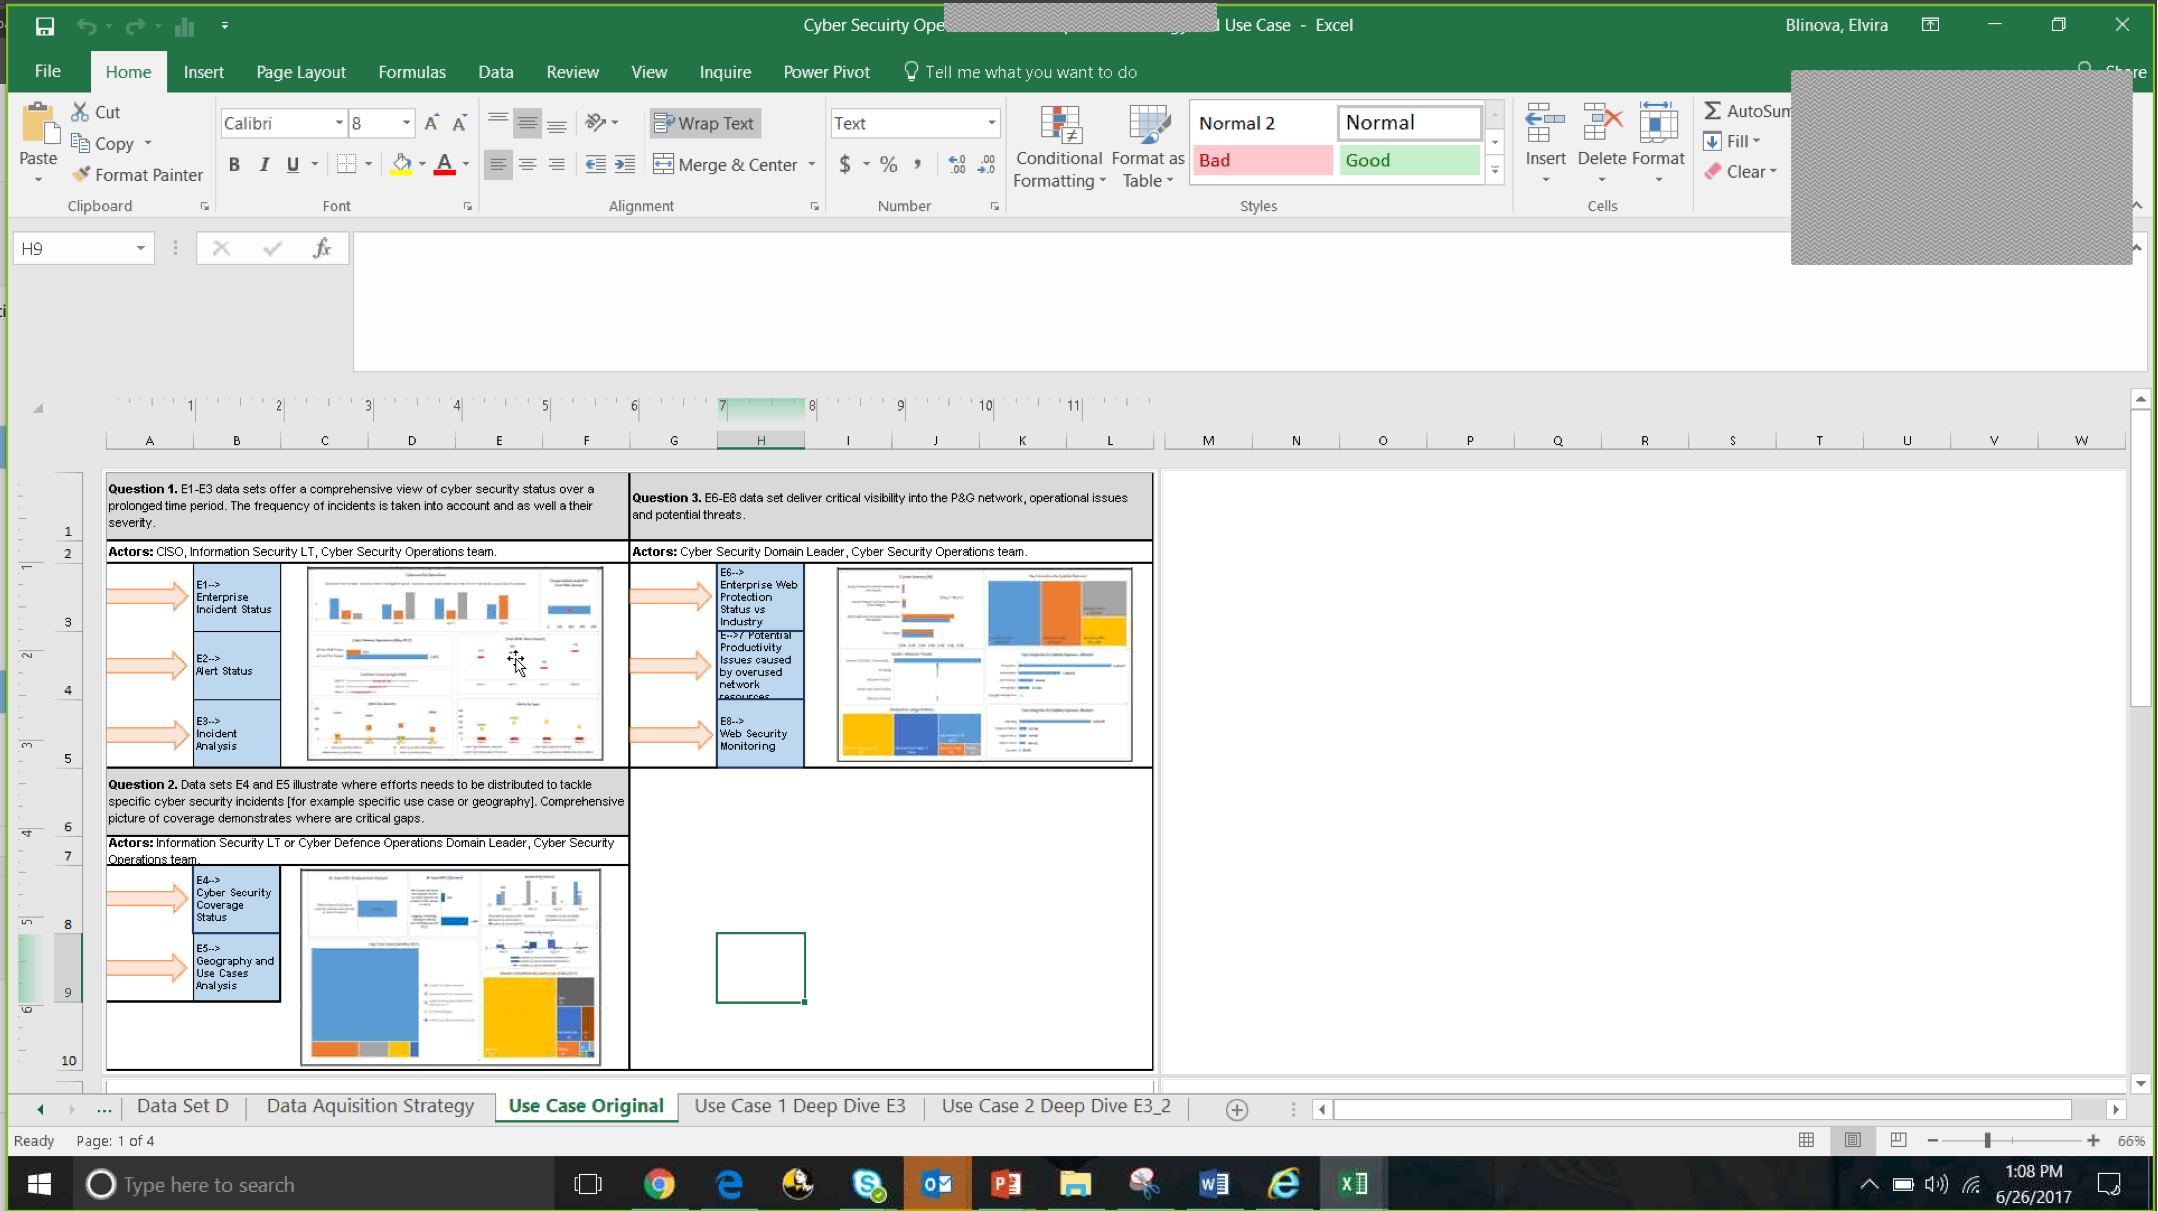 Cyber Secuirty Ope
Use Case - Excel
Blinova, Elvira
File
Home
Insert
Page Layout
Formulas
Data
Review
View
Inquire
Power Pivot
Tell me what you want to do
Cut
Copy
Format Painter
Paste
Clipboard
Calibri
8
B I U
Font
Wrap Text
Merge & Center
Alignment
Text
$ % ,
Number
Conditional Formatting
Format as Table
Normal 2
Normal
Bad
Good
Styles
Insert
Delete
Format
Cells
AutoSum
Fill
Clear
H9
fx
1 2 3 4 5 6 7 8 9 10 11
A B C D E F G H I J K L M N O P Q R S T U V W
Question 1. E1-E3 data sets offer a comprehensive view of cyber security status over a
prolonged time period. The frequency of incidents is taken into account and as well a their
severity.
Question 3. E6-E8 data set deliver critical visibility into the P&G network, operational issues
and potential threats.
1
2
Actors: CISO, Information Security LT, Cyber Security Operations team.
Actors: Cyber Security Domain Leader, Cyber Security Operations team.
E1-->
Enterprise
Incident Status
E6-->
Enterprise Web
Protection
Status vs
Industry
3
E2-->
Alert Status
E-->7 Potential
Productivity
Issues caused
by overused
network
resources
4
E3-->
Incident
Analysis
E8-->
Web Security
Monitoring
5
Question 2. Data sets E4 and E5 illustrate where efforts needs to be distributed to tackle
specific cyber security incidents [for example specific use case or geography]. Comprehensive
picture of coverage demonstrates where are critical gaps.
6
7
Actors: Information Security LT or Cyber Defence Operations Domain Leader, Cyber Security
Operations team.
E4-->
Cyber Security
Coverage
Status
8
E5-->
Geography and
Use Cases
Analysis
9
10
... Data Set D
Data Aquisition Strategy
Use Case Original
Use Case 1 Deep Dive E3
Use Case 2 Deep Dive E3_2
Ready
Page: 1 of 4
66%
Type here to search
1:08 PM
6/26/2017